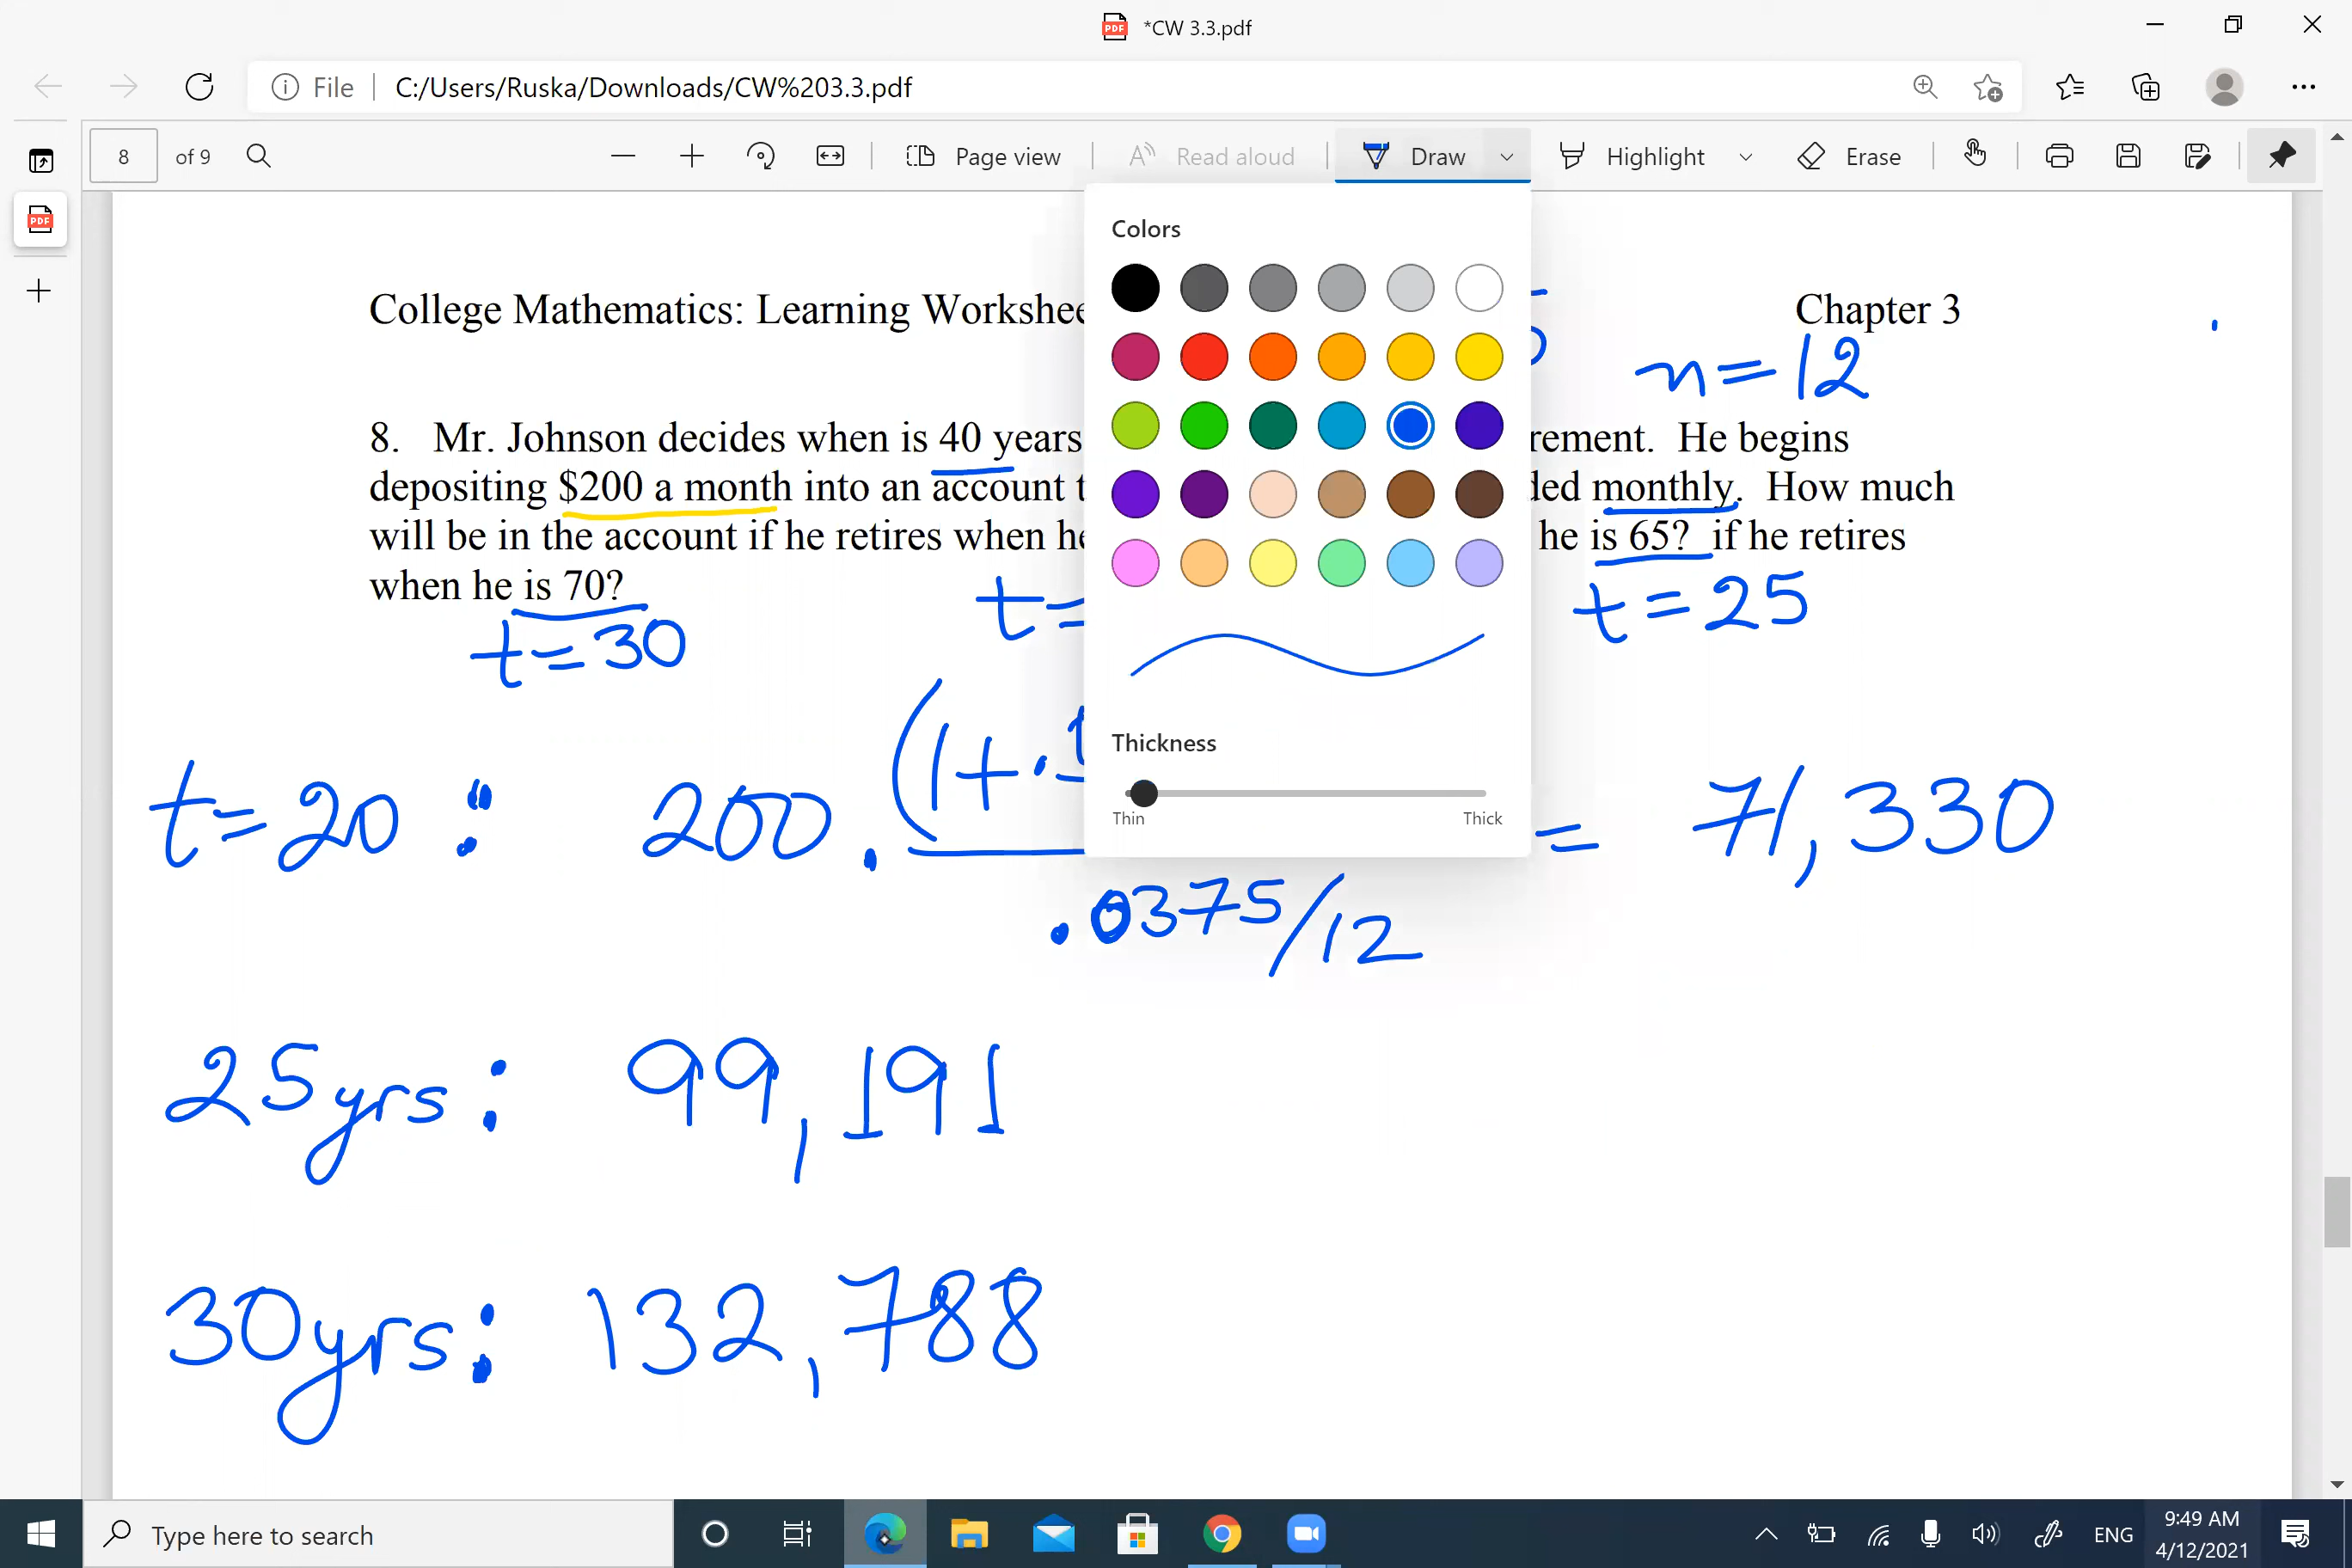 *CW 3.3.pdf
File C:/Users/Ruska/Downloads/CW%203.3.pdf
8 of 9 Page view Read aloud Draw Highlight Erase
Colors
College Mathematics: Learning Workshee Chapter 3
n=12
8. Mr. Johnson decides when is 40 years rement. He begins
depositing $200 a month into an account t ded monthly. How much
will be in the account if he retires when he he is 65? if he retires
when he is 70?
t=30 t= t=25
Thickness
Thin Thick
t=20: 200 · (1+. = 71,330
.0375/12
25yrs: 99,191
30yrs: 132,788
Type here to search
ENG
9:49 AM
4/12/2021